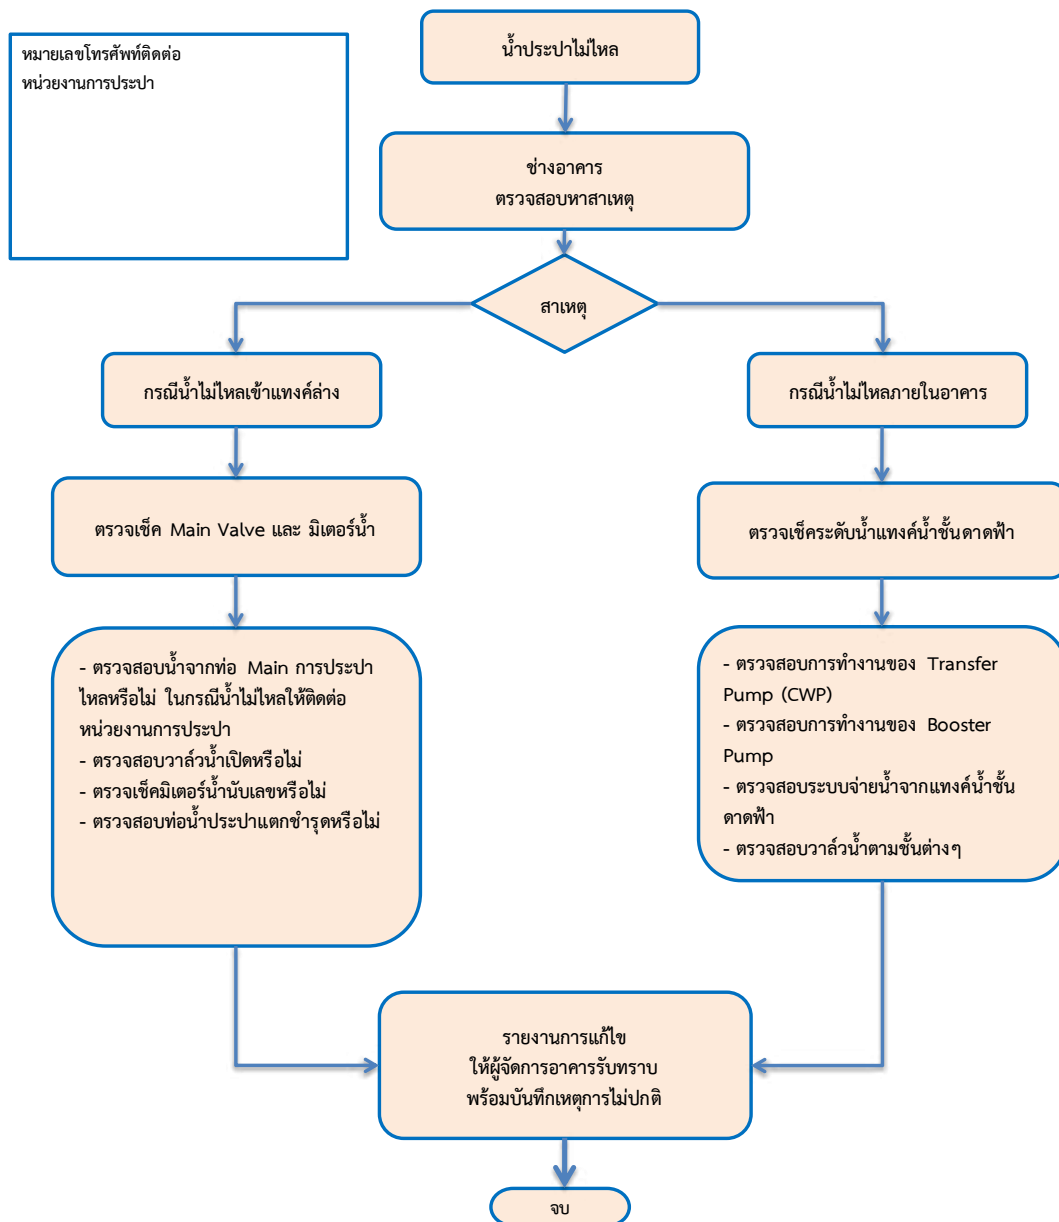 หมายเลขโทรศัพท์ติดต่อ
หน่วยงานการประปา
น้ำประปาไม่ไหล
ช่างอาคาร
ตรวจสอบหาสาเหตุ
สาเหตุ
กรณีน้ำไม่ไหลเข้าแทงค์ล่าง
กรณีน้ำไม่ไหลภายในอาคาร
ตรวจเช็ค Main Valve และ มิเตอร์น้ำ
ตรวจเช็คระดับน้ำแทงค์น้ำชั้นดาดฟ้า
- ตรวจสอบน้ำจากท่อ Main การประปา
ไหลหรือไม่ ในกรณีน้ำไม่ไหลให้ติดต่อ
หน่วยงานการประปา
- ตรวจสอบวาล์วน้ำเปิดหรือไม่
- ตรวจเช็คมิเตอร์น้ำนับเลขหรือไม่
- ตรวจสอบท่อน้ำประปาแตกชำรุดหรือไม่
- ตรวจสอบการทำงานของ Transfer
Pump (CWP)
- ตรวจสอบการทำงานของ Booster
Pump
- ตรวจสอบระบบจ่ายน้ำจากแทงค์น้ำชั้น
ดาดฟ้า
- ตรวจสอบวาล์วน้ำตามชั้นต่างๆ
รายงานการแก้ไข
ให้ผู้จัดการอาคารรับทราบ
พร้อมบันทึกเหตุการไม่ปกติ
จบ